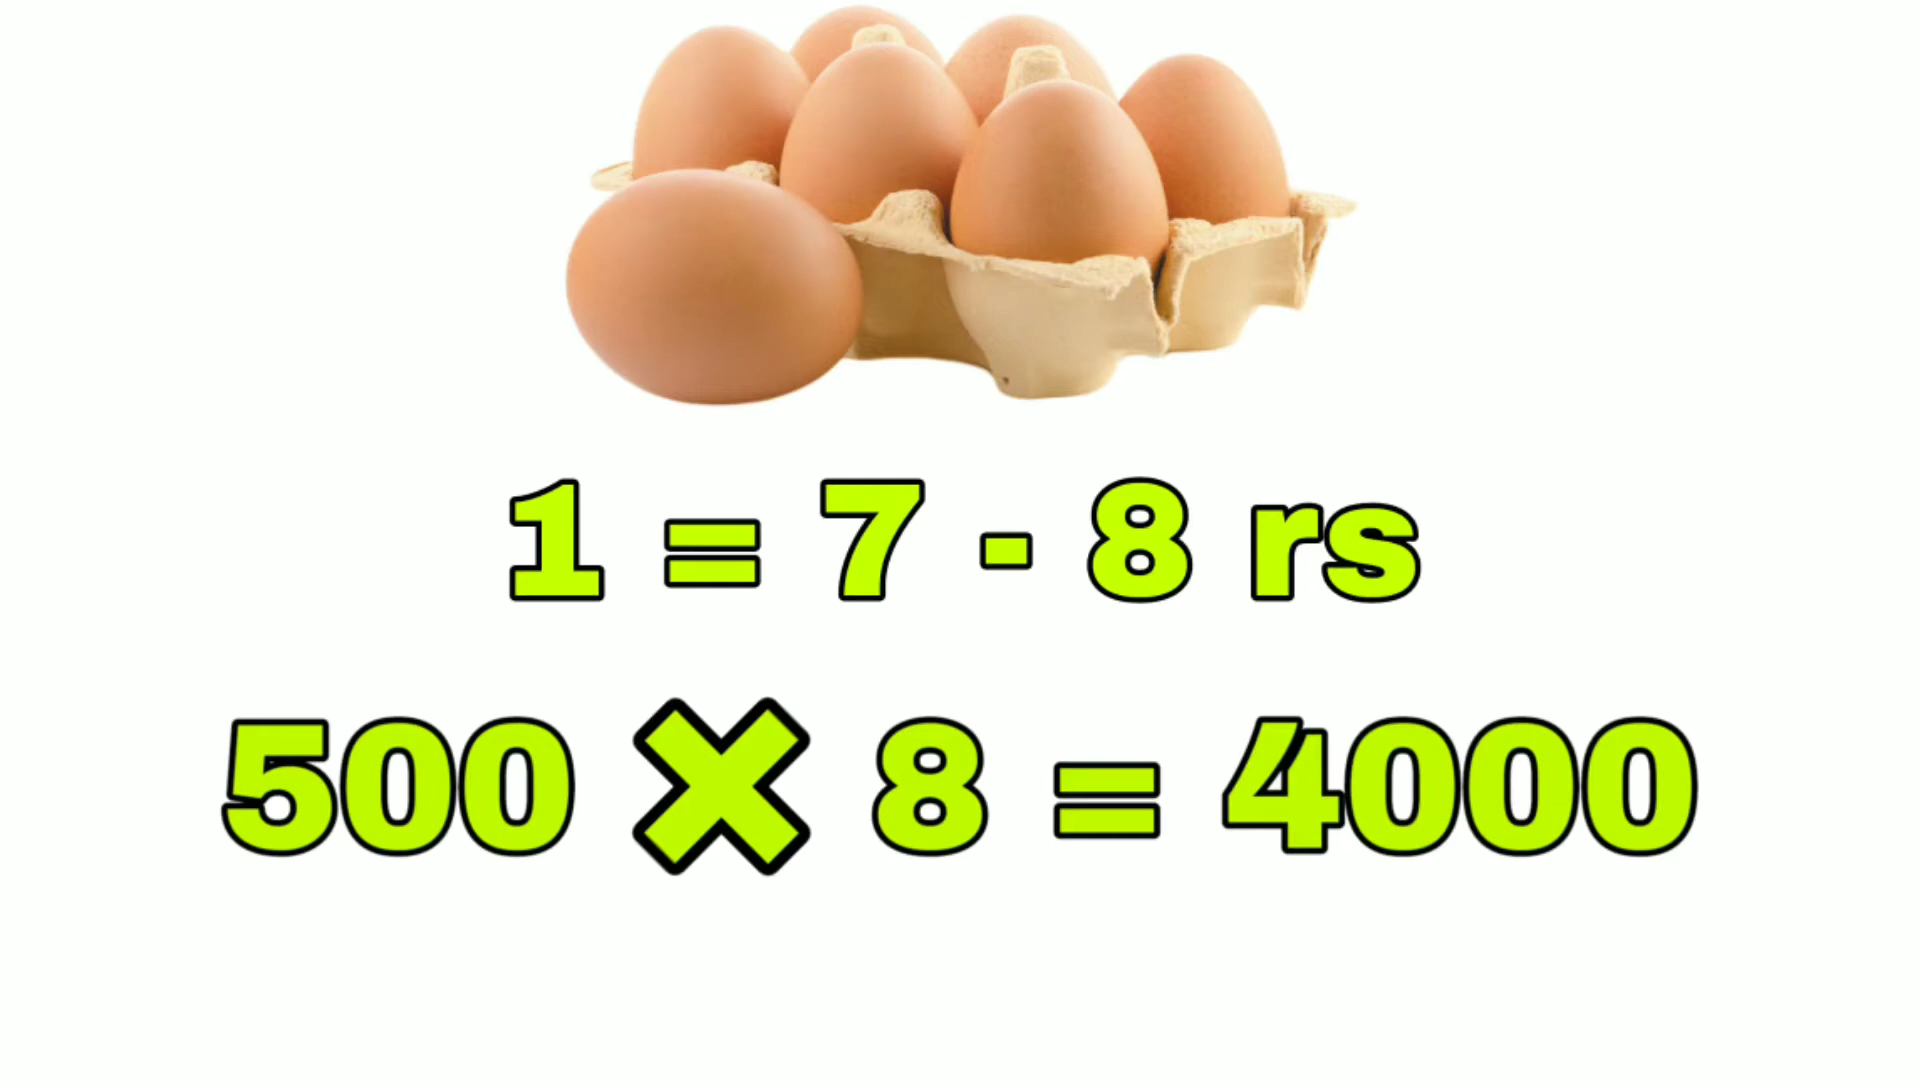 1 = 7 - 8 rs
500 ✖ 8 = 4000